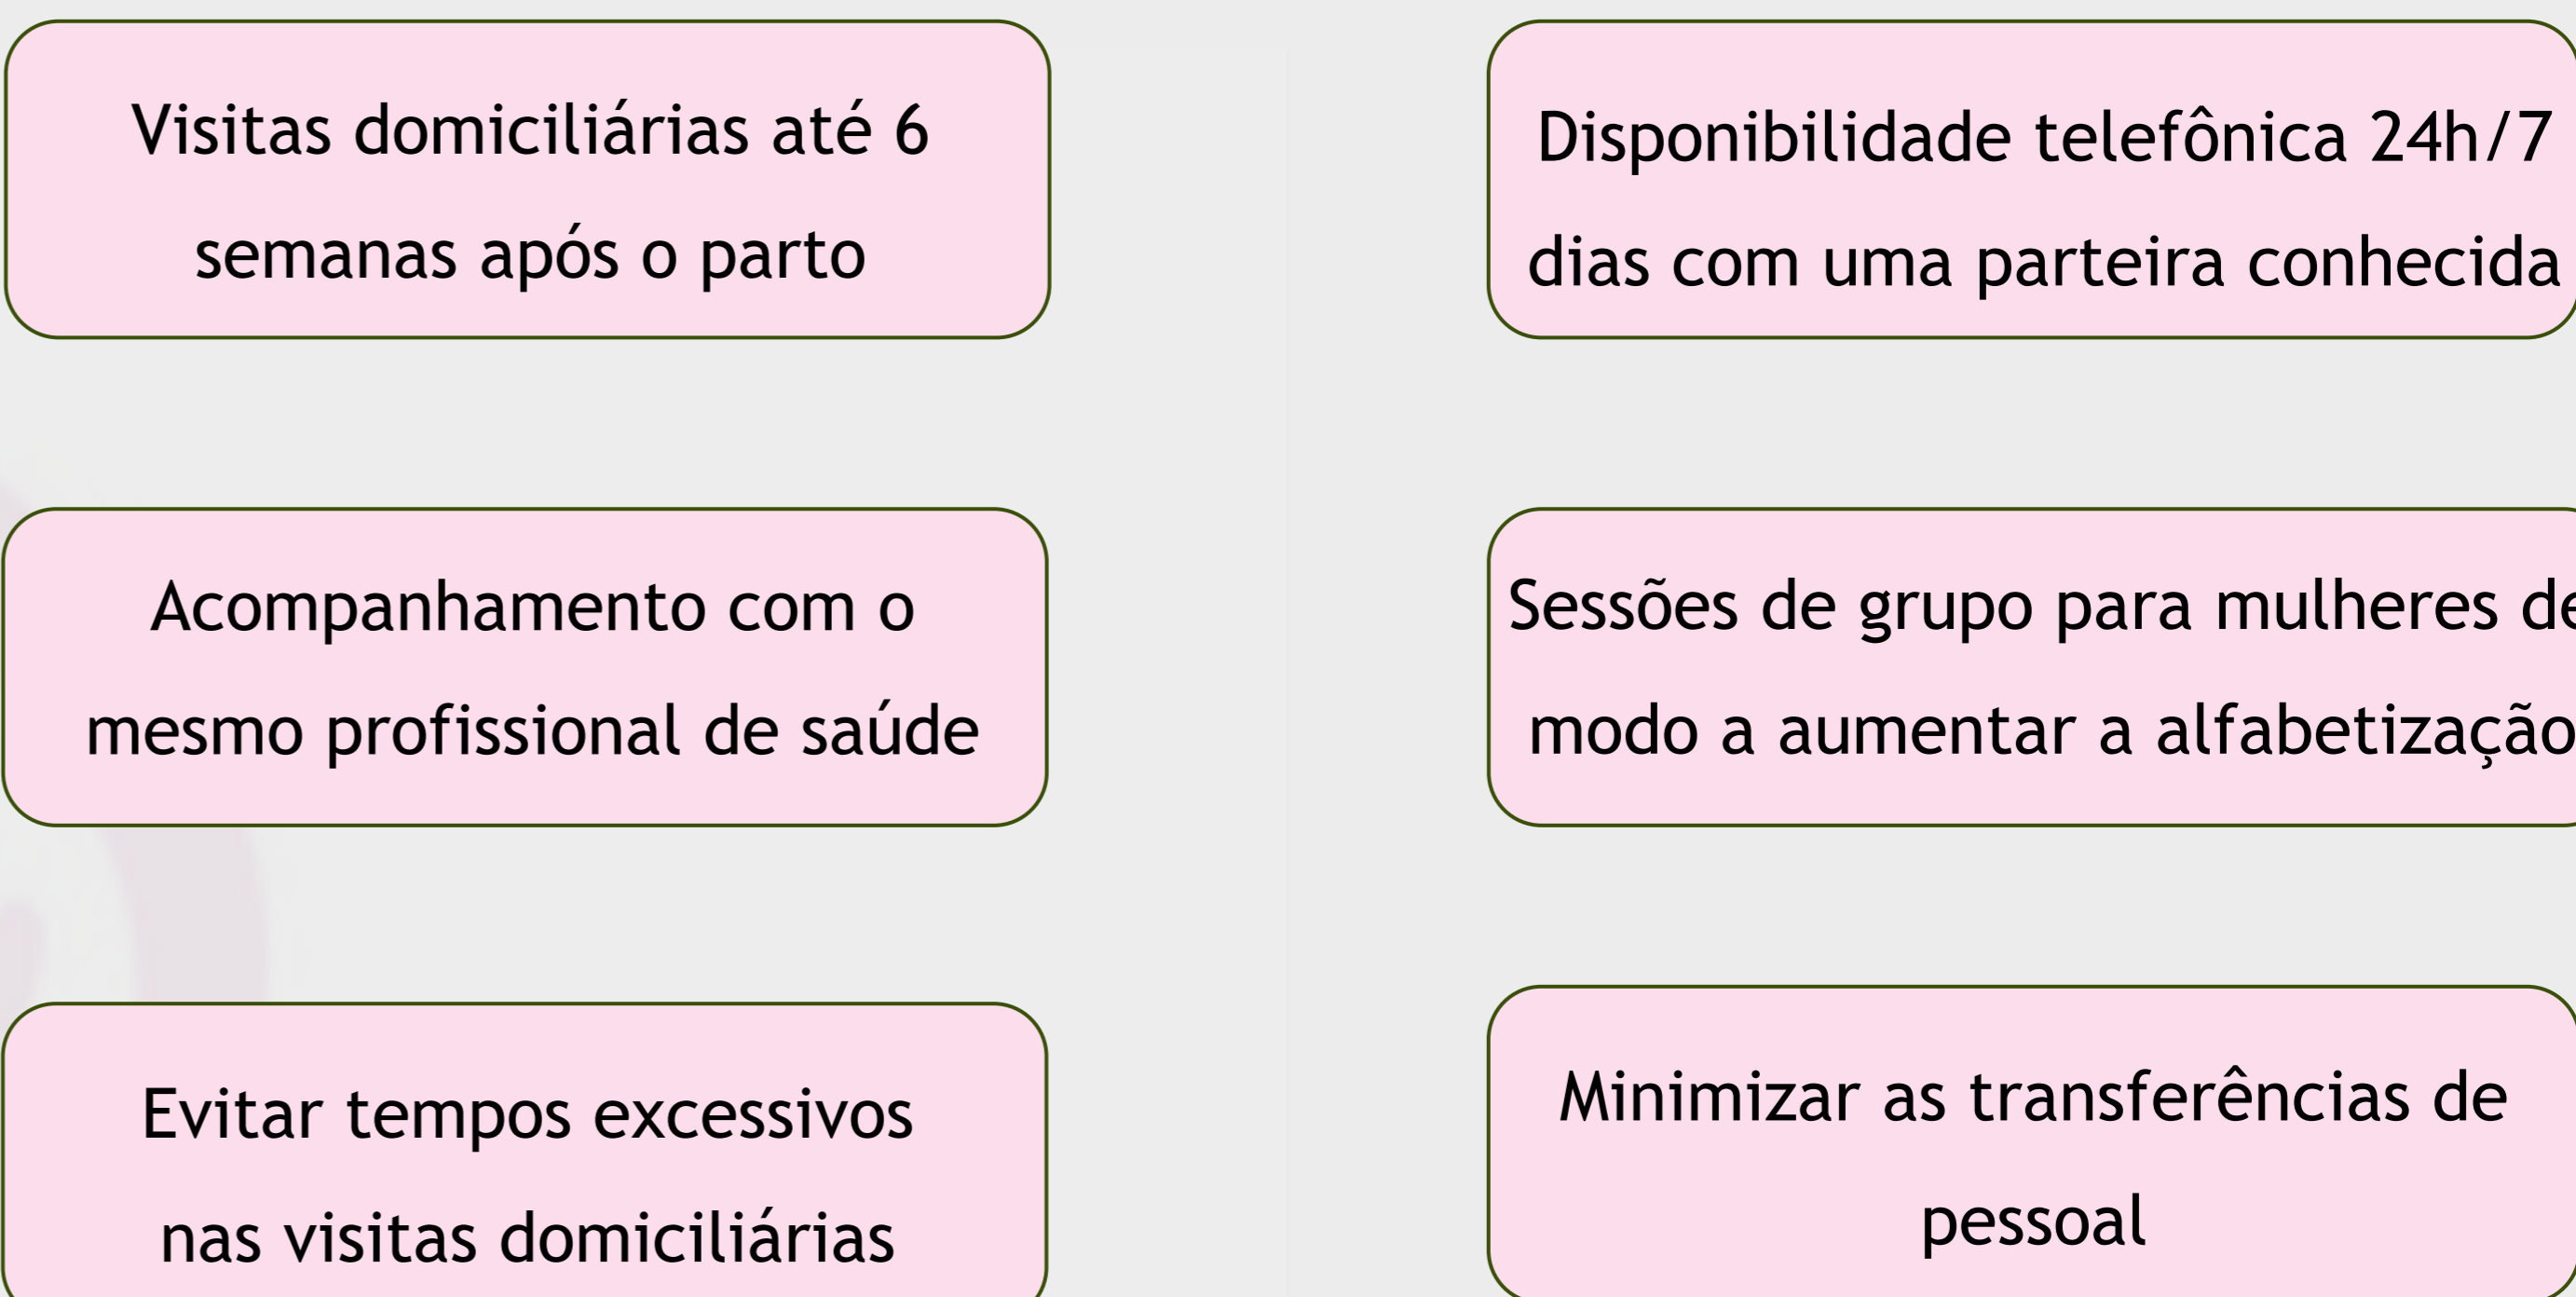 Visitas domiciliárias até 6
semanas após o parto
Disponibilidade telefônica 24h/7
dias com uma parteira conhecida
Acompanhamento com o
mesmo profissional de saúde
Sessões de grupo para mulheres de
modo a aumentar a alfabetização
Evitar tempos excessivos
nas visitas domiciliárias
Minimizar as transferências de
pessoal